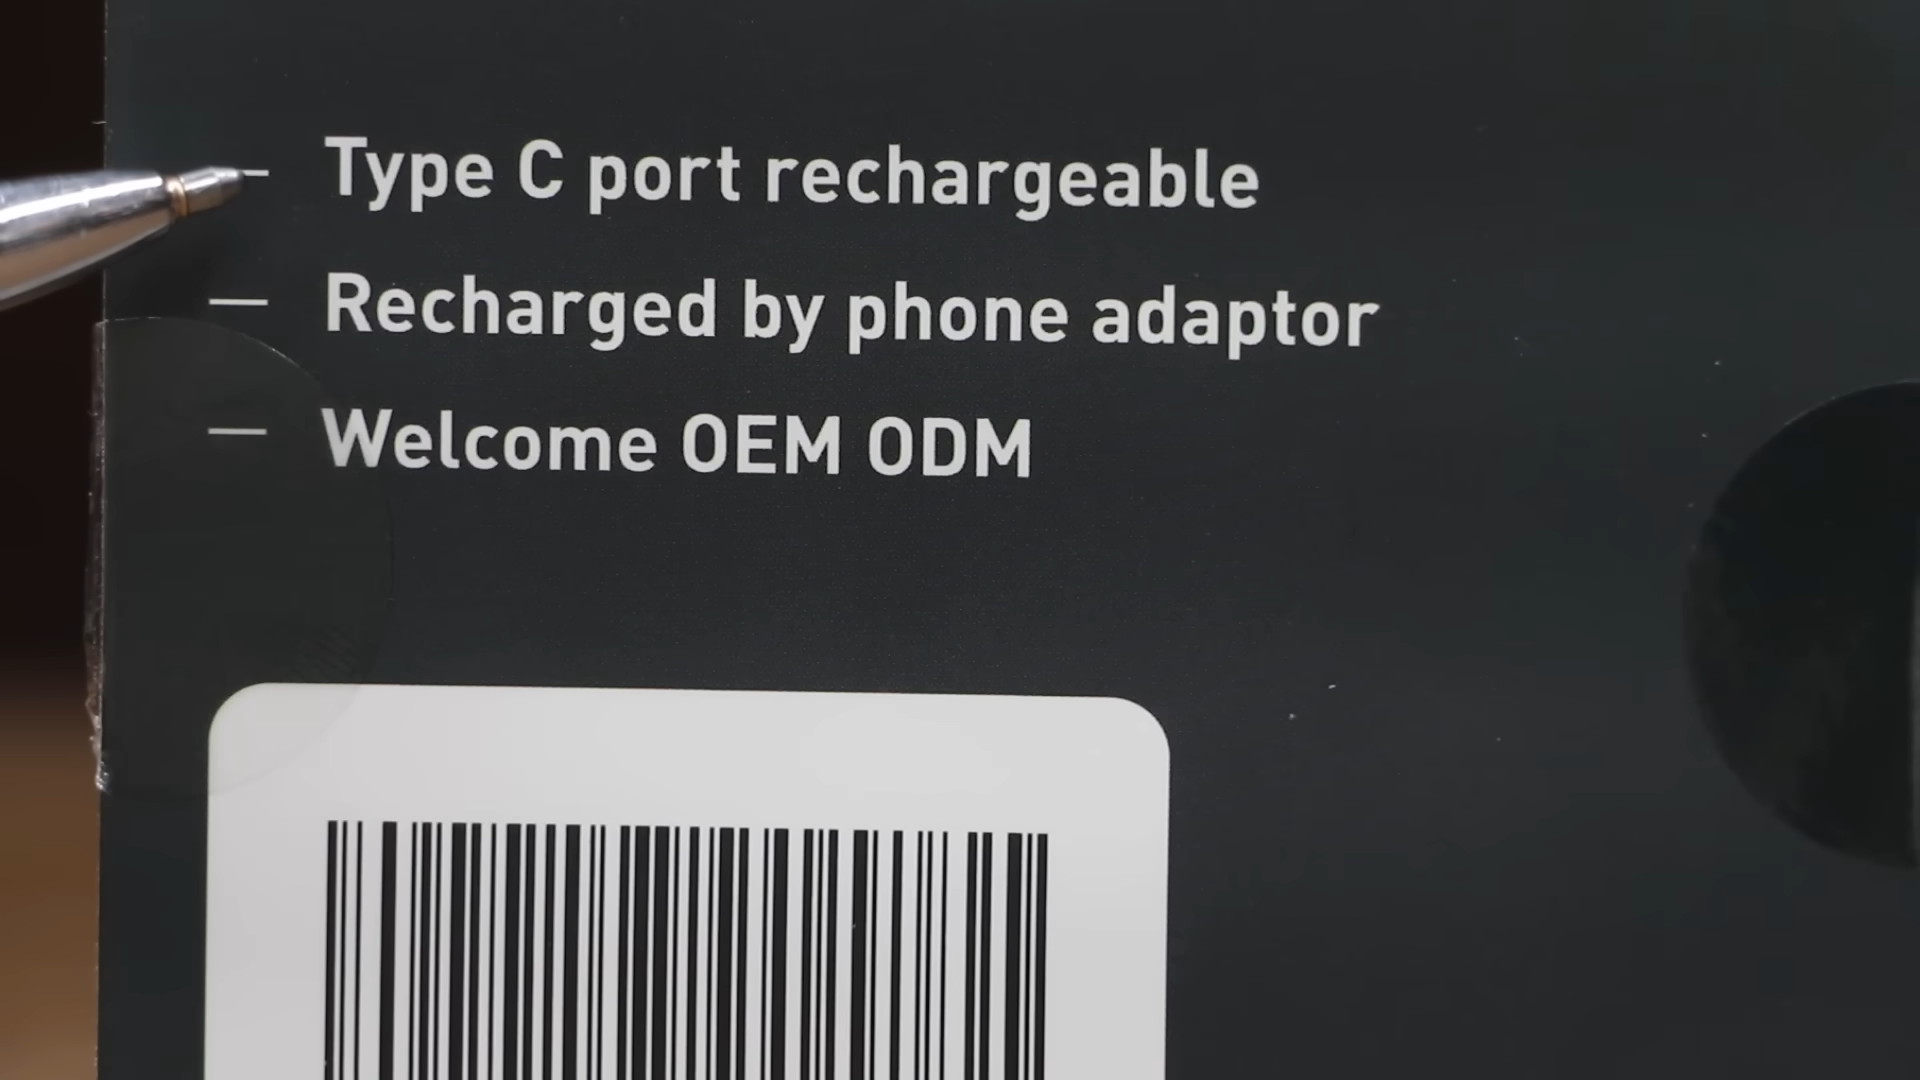 — Type C port rechargeable
— Recharged by phone adaptor
— Welcome OEM ODM